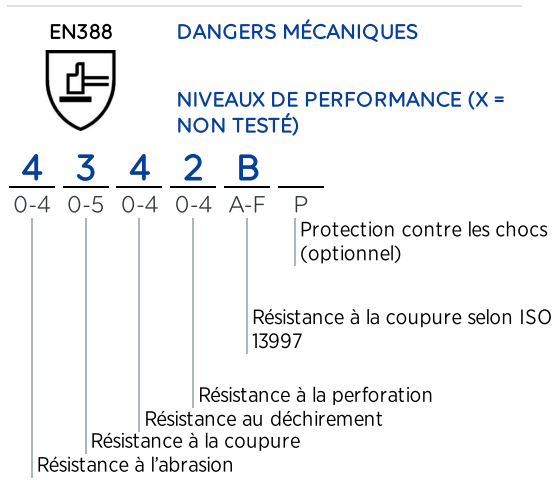 EN388
DANGERS MÉCANIQUES
NIVEAUX DE PERFORMANCE (X =
NON TESTÉ)
4 3 4 2 B
0-4 0-5 0-4 0-4 A-F P
Protection contre les chocs
(optionnel)
Résistance à la coupure selon ISO
13997
Résistance à la perforation
Résistance au déchirement
Résistance à la coupure
Résistance à l'abrasion